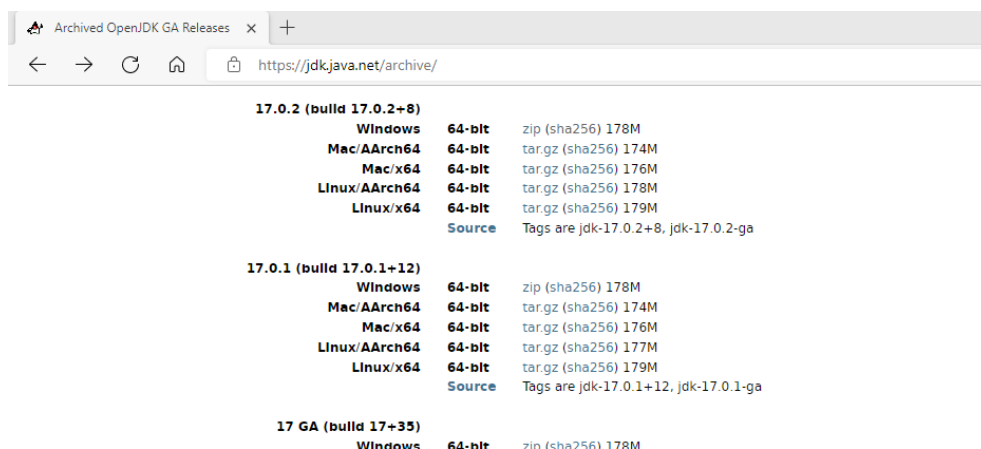 Archived OpenJDK GA Releases
https://jdk.java.net/archive/
17.0.2 (build 17.0.2+8)
Windows 64-bit zip (sha256) 178M
Mac/AArch64 64-bit tar.gz (sha256) 174M
Mac/x64 64-bit tar.gz (sha256) 176M
Linux/AArch64 64-bit tar.gz (sha256) 178M
Linux/x64 64-bit tar.gz (sha256) 179M
Source Tags are jdk-17.0.2+8, jdk-17.0.2-ga
17.0.1 (build 17.0.1+12)
Windows 64-bit zip (sha256) 178M
Mac/AArch64 64-bit tar.gz (sha256) 174M
Mac/x64 64-bit tar.gz (sha256) 176M
Linux/AArch64 64-bit tar.gz (sha256) 177M
Linux/x64 64-bit tar.gz (sha256) 179M
Source Tags are jdk-17.0.1+12, jdk-17.0.1-ga
17 GA (build 17+35)
Windows 64-bit zip (sha256) 178M